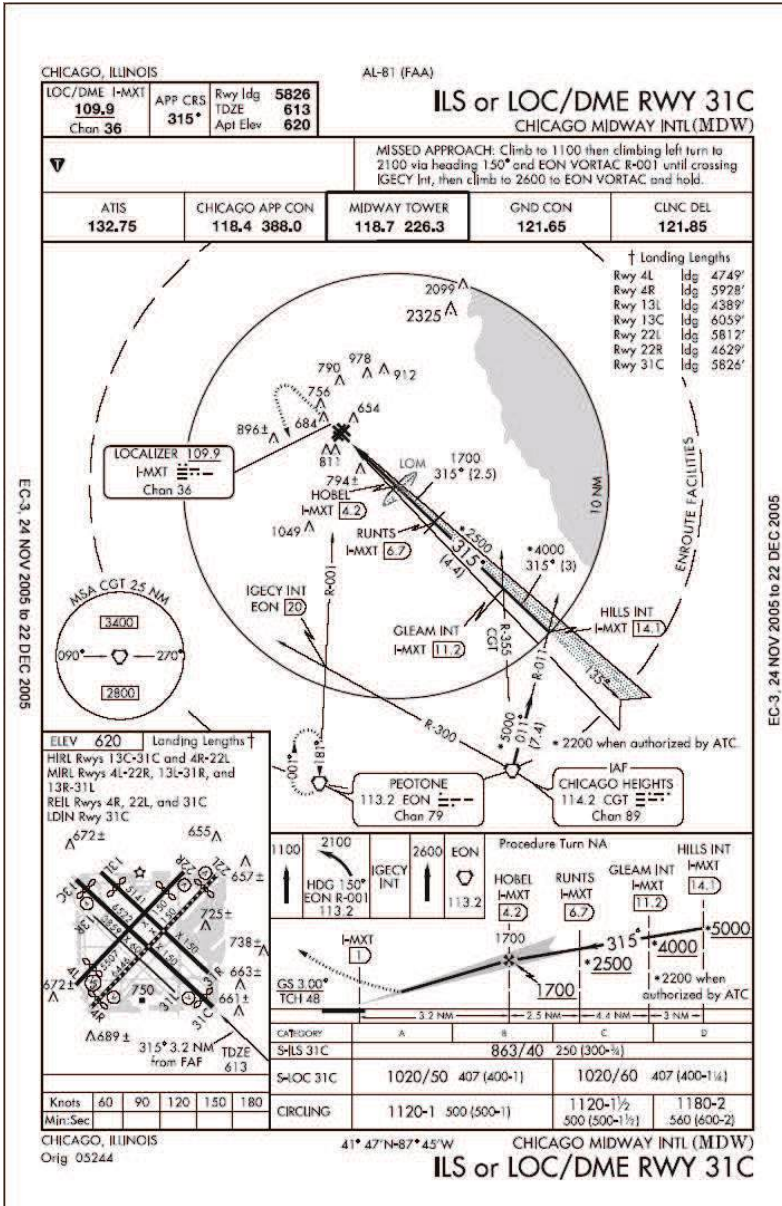 CHICAGO, ILLINOIS
AL-81 (FAA)
LOC/DME I-MXT
109.9
Chan 36
APP CRS
315°
Rwy ldg 5826
TDZE 613
Apt Elev 620
ILS or LOC/DME RWY 31C
CHICAGO MIDWAY INTL (MDW)
T
MISSED APPROACH: Climb to 1100 then climbing left turn to
2100 via heading 150° and EON VORTAC R-001 until crossing
IGECY Int, then climb to 2600 to EON VORTAC and hold.
ATIS
132.75
CHICAGO APP CON
118.4 388.0
MIDWAY TOWER
118.7 226.3
GND CON
121.65
CLNC DEL
121.85
† Landing Lengths
Rwy 4L ldg 4749'
Rwy 4R ldg 5928'
Rwy 13L ldg 4389'
Rwy 13C ldg 6059'
Rwy 22L ldg 5812'
Rwy 22R ldg 4629'
Rwy 31C ldg 5826'
2099
2325
978
790
912
756
654
684
896±
811
794±
1049
LOCALIZER 109.9
I-MXT
Chan 36
LOM
1700
315° (2.5)
HOBEL
I-MXT 4.2
RUNTS
I-MXT 6.7
*2500
315°
(4.4)
*4000
315° (3)
10 NM
ENROUTE FACILITIES
HILLS INT
I-MXT 14.1
GLEAM INT
I-MXT 11.2
R-355
CGT
R-011
135°
R-001
IGECY INT
EON 20
R-300
*5000
011°
(7.4)
* 2200 when authorized by ATC
MSA CGT 25 NM
3400
090°
270°
2800
001°
181°
PEOTONE
113.2 EON
Chan 79
IAF
CHICAGO HEIGHTS
114.2 CGT
Chan 89
EC-3, 24 NOV 2005 to 22 DEC 2005
EC-3, 24 NOV 2005 to 22 DEC 2005
ELEV 620
Landing Lengths †
HIRL Rwys 13C-31C and 4R-22L
MIRL Rwys 4L-22R, 13L-31R, and
13R-31L
REIL Rwys 4R, 22L, and 31C
LDIN Rwy 31C
672±
655
657±
725±
738±
663±
661±
672±
689±
750
13C
13L
13R
22R
22L
4L
4R
31L
31C
31R
315° 3.2 NM
from FAF
TDZE
613
Knots 60 90 120 150 180
Min:Sec
1100
2100
HDG 150°
EON R-001
113.2
IGECY
INT
2600
EON
113.2
Procedure Turn NA
HOBEL
I-MXT
4.2
RUNTS
I-MXT
6.7
GLEAM INT
I-MXT
11.2
HILLS INT
I-MXT
14.1
I-MXT
1
1700
1700
315°
*2500
*4000
*5000
*2200 when
authorized by ATC
GS 3.00°
TCH 48
3.2 NM
2.5 NM
4.4 NM
3 NM
CATEGORY A B C D
S-ILS 31C 863/40 250 (300-¾)
S-LOC 31C 1020/50 407 (400-1) 1020/60 407 (400-1¼)
CIRCLING 1120-1 500 (500-1) 1120-1½ 500 (500-1½) 1180-2 560 (600-2)
CHICAGO, ILLINOIS
Orig 05244
41°47'N-87°45'W
CHICAGO MIDWAY INTL (MDW)
ILS or LOC/DME RWY 31C